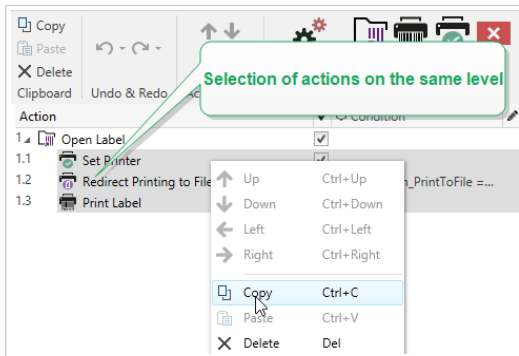 Copy
Paste
Delete
Clipboard
Undo & Redo
Selection of actions on the same level
Action
Condition
1 Open Label
1.1 Set Printer
1.2 Redirect Printing to File
n_PrintToFile =...
1.3 Print Label
Up Ctrl+Up
Down Ctrl+Down
Left Ctrl+Left
Right Ctrl+Right
Copy Ctrl+C
Paste Ctrl+V
Delete Del